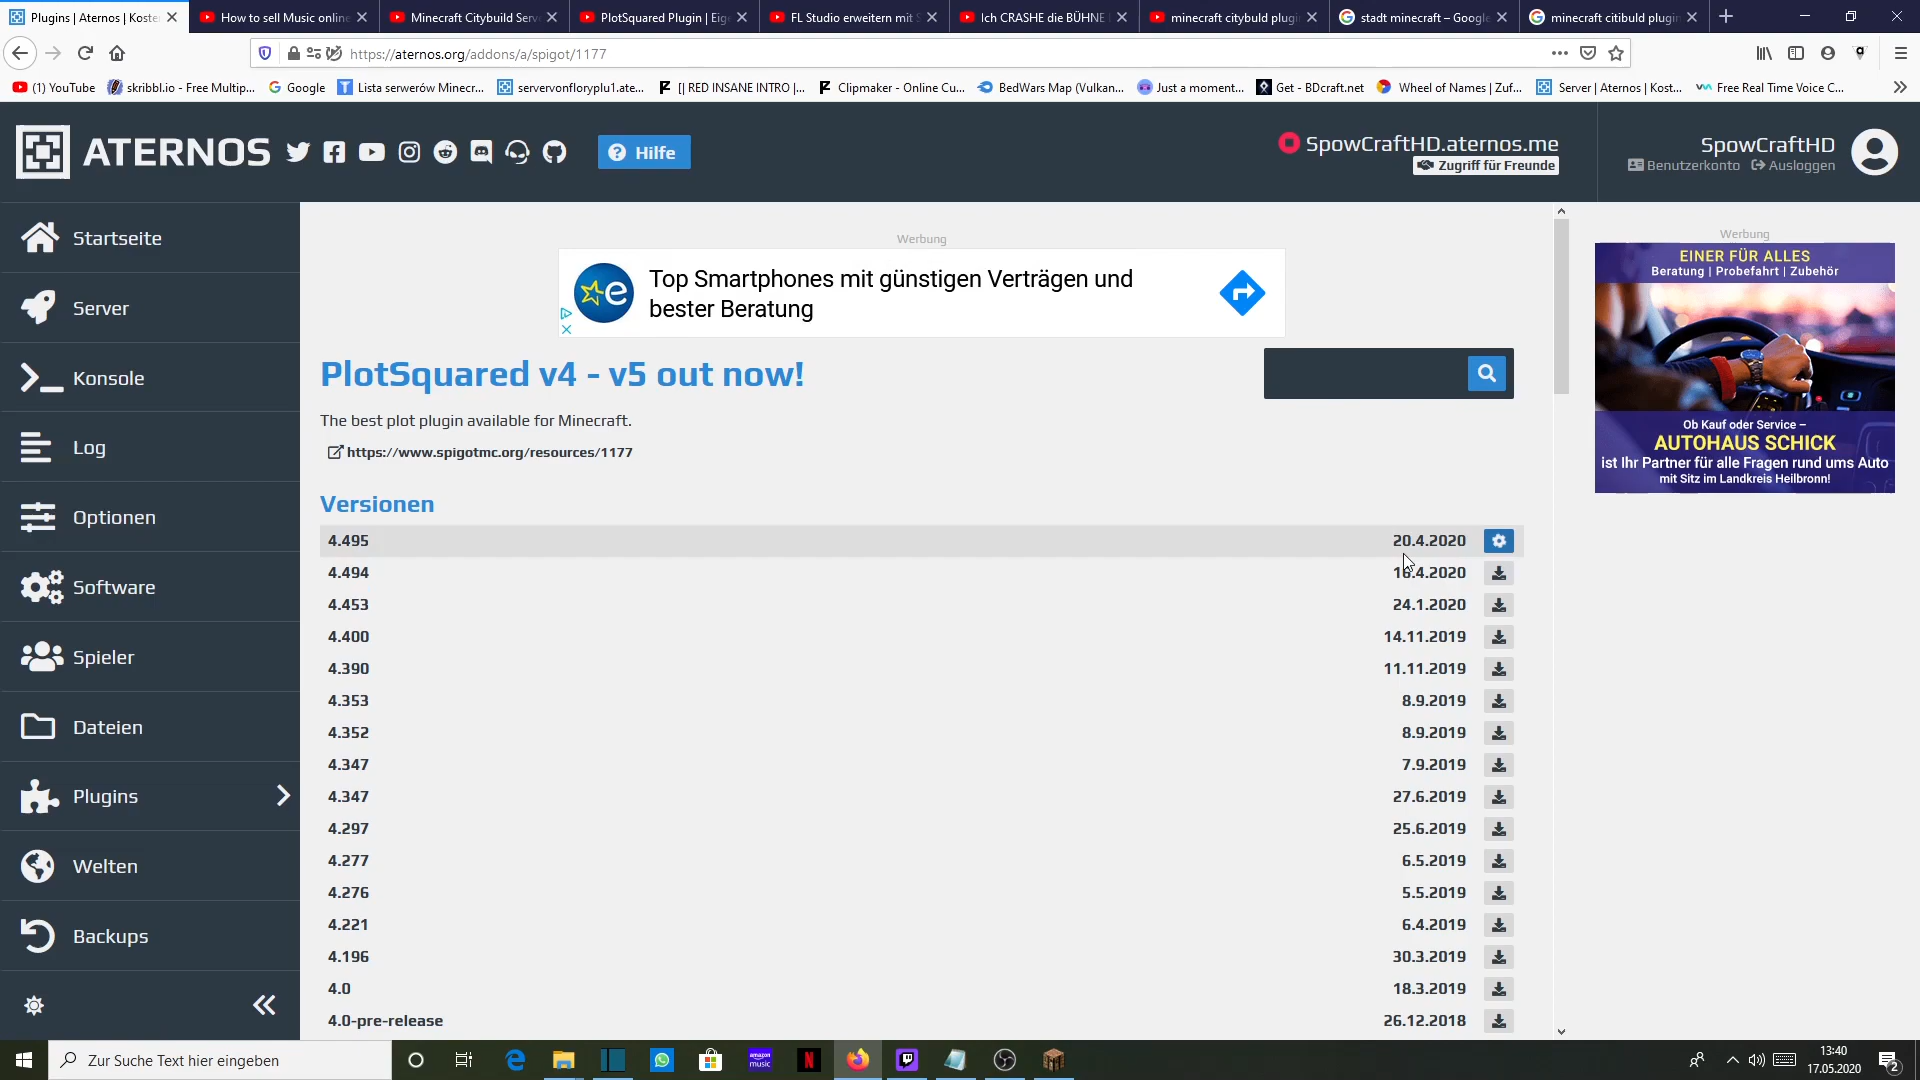 Plugins | Aternos | Koste
How to sell Music online
Minecraft Citybuild Serv
PlotSquared Plugin | Eig
FL Studio erweitern mit S
Ich CRASHE die BÜHNE
minecraft citybuld plugi
stadt minecraft – Google
minecraft citibuld plugin
https://aternos.org/addons/a/spigot/1177
(1) YouTube
skribbl.io - Free Multip...
Google
Lista serwerów Minecr...
servervonfloryplu1.ate...
[| RED INSANE INTRO |...
Clipmaker - Online Cu...
BedWars Map (Vulkan...
Just a moment...
Get - BDcraft.net
Wheel of Names | Zuf...
Server | Aternos | Kost...
Free Real Time Voice C...
ATERNOS
Hilfe
SpowCraftHD.aternos.me
Zugriff für Freunde
SpowCraftHD
Benutzerkonto Ausloggen
Startseite
Server
Konsole
Log
Optionen
Software
Spieler
Dateien
Plugins
Welten
Backups
Werbung
Top Smartphones mit günstigen Verträgen und
bester Beratung
PlotSquared v4 - v5 out now!
The best plot plugin available for Minecraft.
https://www.spigotmc.org/resources/1177
Versionen
4.495 20.4.2020
4.494 16.4.2020
4.453 24.1.2020
4.400 14.11.2019
4.390 11.11.2019
4.353 8.9.2019
4.352 8.9.2019
4.347 7.9.2019
4.347 27.6.2019
4.297 25.6.2019
4.277 6.5.2019
4.276 5.5.2019
4.221 6.4.2019
4.196 30.3.2019
4.0 18.3.2019
4.0-pre-release 26.12.2018
Werbung
EINER FÜR ALLES
Beratung | Probefahrt | Zubehör
Ob Kauf oder Service –
AUTOHAUS SCHICK
ist Ihr Partner für alle Fragen rund ums Auto
mit Sitz im Landkreis Heilbronn!
Zur Suche Text hier eingeben
amazon
music
13:40
17.05.2020
2